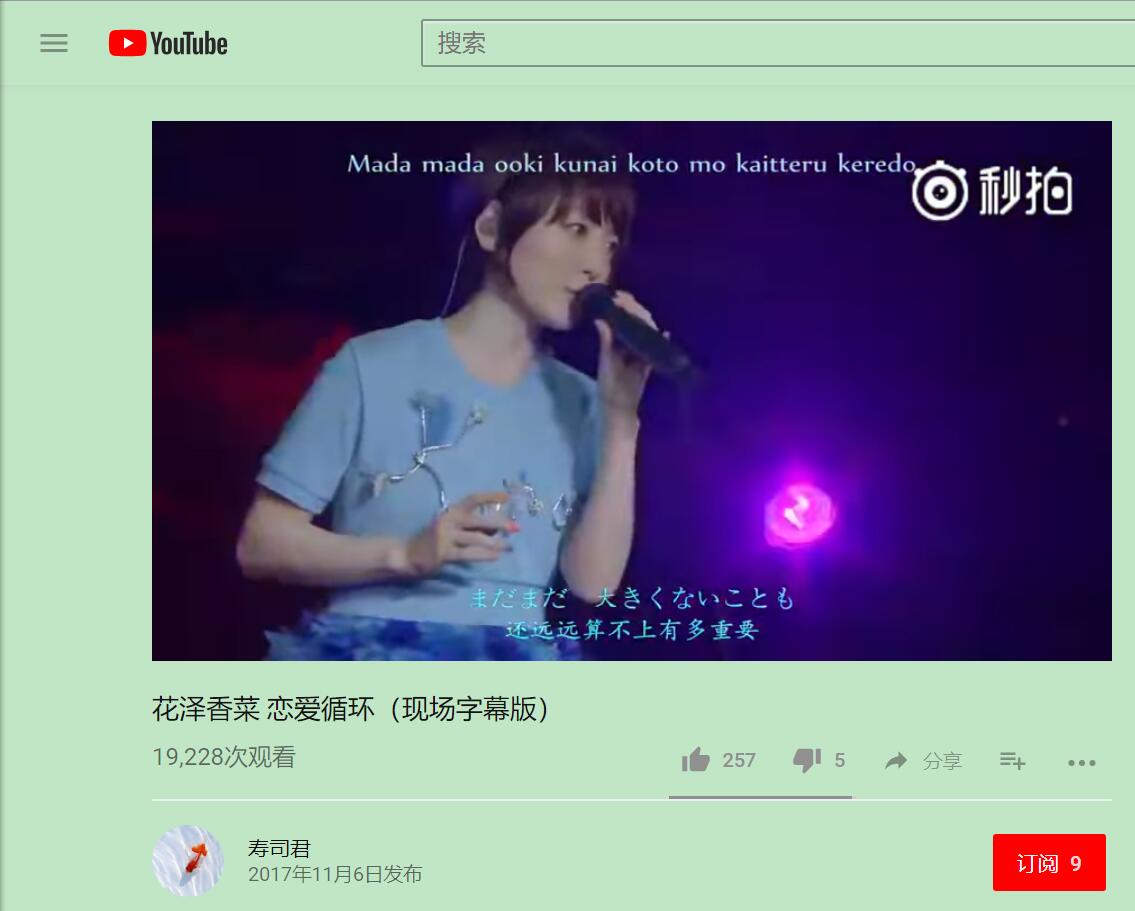 YouTube
搜索
Mada mada ooki kunai koto mo kaitteru keredo
秒拍
まだまだ 大きくないことも
还远远算不上有多重要
花泽香菜 恋爱循环（现场字幕版）
19,228次观看
257
5
分享
寿司君
2017年11月6日发布
订阅 9